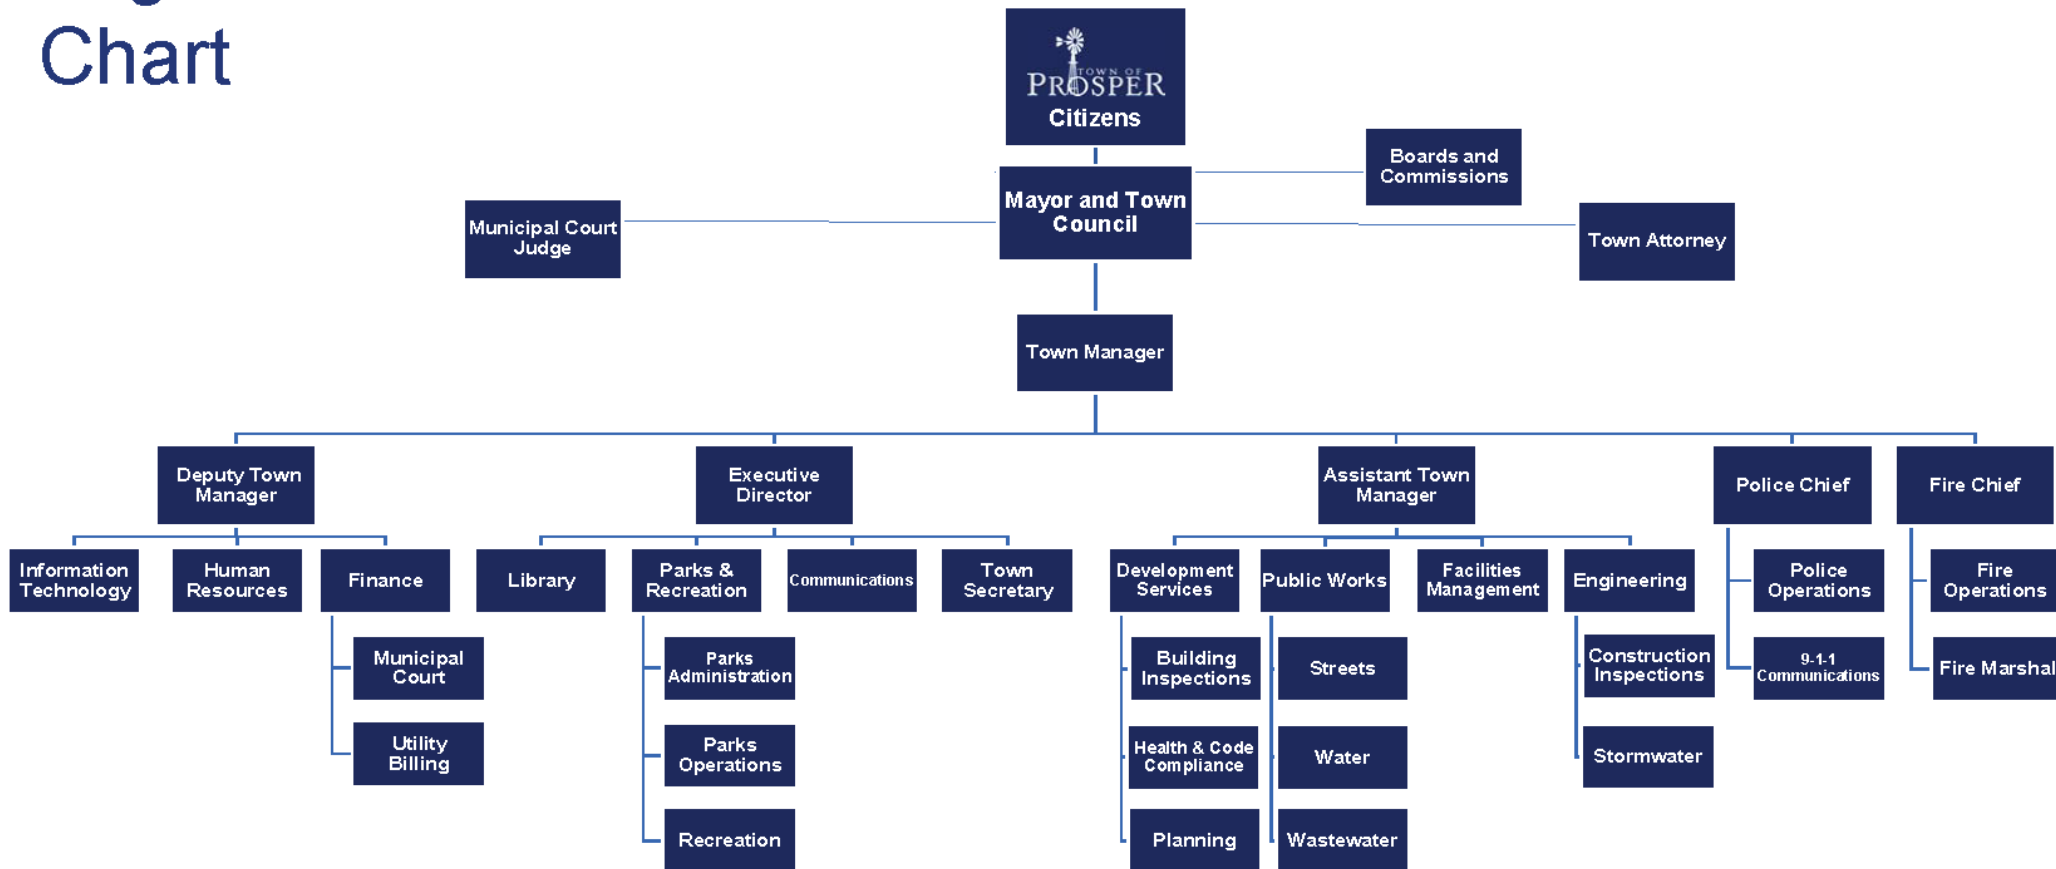 Chart
TOWN OF
PROSPER
Citizens
Boards and
Commissions
Mayor and Town
Council
Municipal Court
Judge
Town Attorney
Town Manager
Deputy Town
Manager
Executive
Director
Assistant Town
Manager
Police Chief
Fire Chief
Information
Technology
Human
Resources
Finance
Library
Parks &
Recreation
Communications
Town
Secretary
Development
Services
Public Works
Facilities
Management
Engineering
Police
Operations
Fire
Operations
Municipal
Court
Parks
Administration
Building
Inspections
Streets
Construction
Inspections
9-1-1
Communications
Fire Marshal
Utility
Billing
Parks
Operations
Health & Code
Compliance
Water
Stormwater
Recreation
Planning
Wastewater